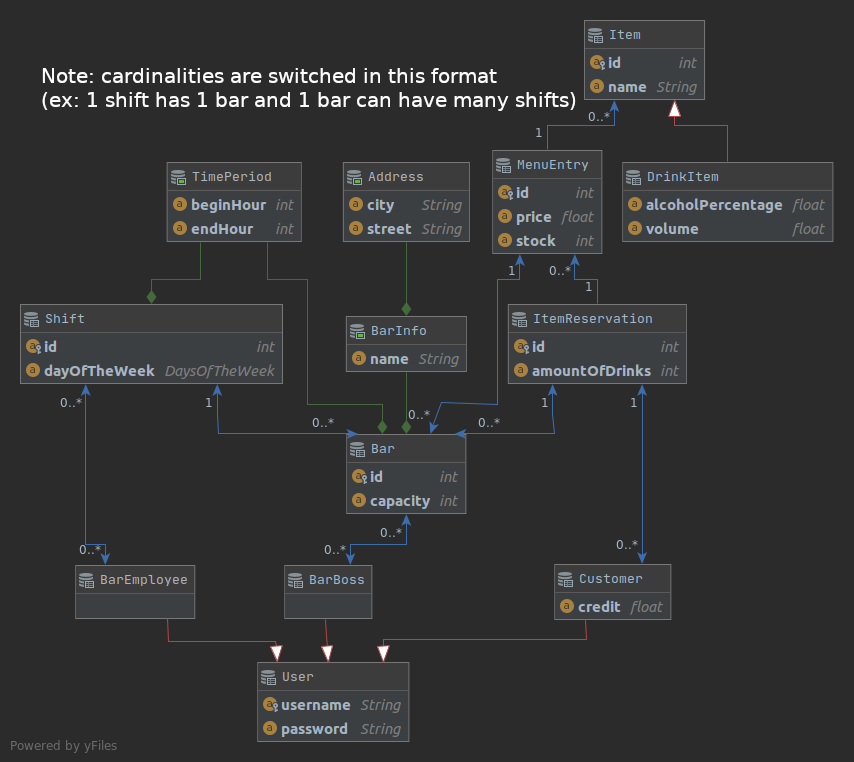 Note: cardinalities are switched in this format
(ex: 1 shift has 1 bar and 1 bar can have many shifts)
Item
id int
name String
0..*
1
TimePeriod
beginHour int
endHour int
Address
city String
street String
MenuEntry
id int
price float
stock int
DrinkItem
alcoholPercentage float
volume float
1
0..*
1
Shift
id int
dayOfTheWeek DaysOfTheWeek
BarInfo
name String
ItemReservation
id int
amountOfDrinks int
0..*
1
0..*
0..*
0..*
1
1
Bar
id int
capacity int
0..*
0..*
0..*
0..*
BarEmployee
BarBoss
Customer
credit float
User
username String
password String
Powered by yFiles